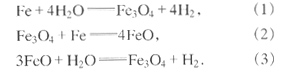 Fe + 4H₂O══Fe₃O₄ + 4H₂, (1)
Fe₃O₄ + Fe══4FeO, (2)
3FeO + H₂O══Fe₃O₄ + H₂. (3)